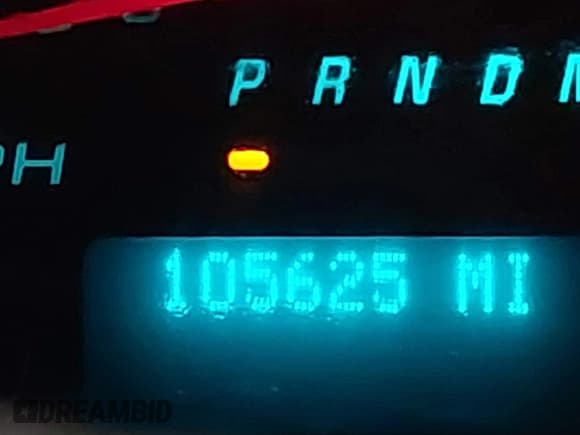 P R N D
PH
105625 MI
DREAMBID